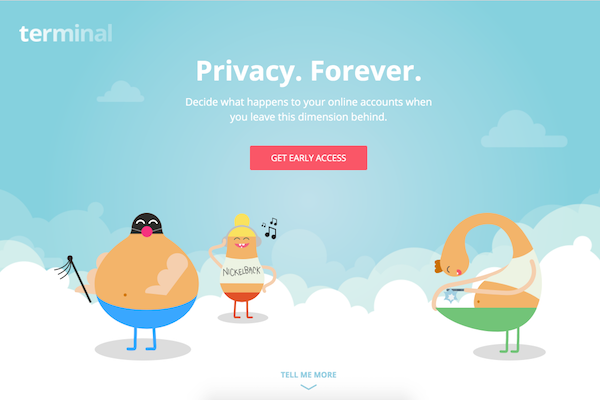 terminal
Privacy. Forever.
Decide what happens to your online accounts when
you leave this dimension behind.
GET EARLY ACCESS
NICKELBACK
TELL ME MORE